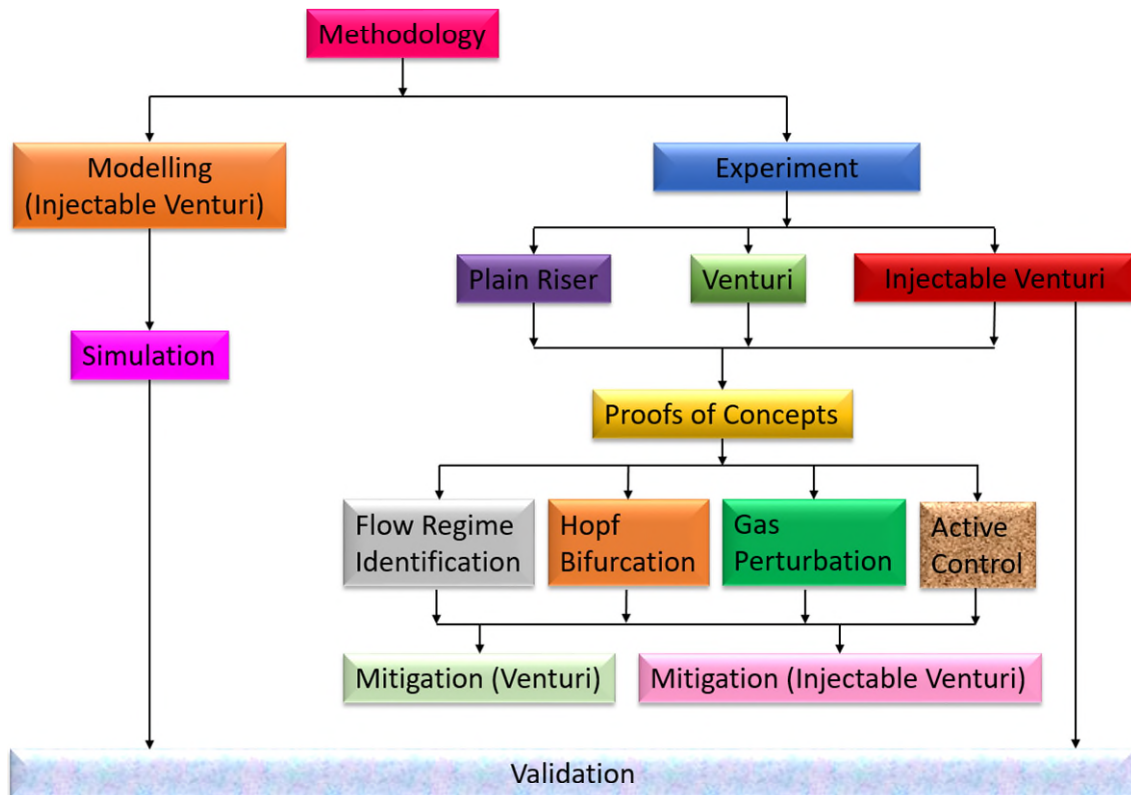 Methodology
Modelling
(Injectable Venturi)
Experiment
Plain Riser
Venturi
Injectable Venturi
Simulation
Proofs of Concepts
Flow Regime
Identification
Hopf
Bifurcation
Gas
Perturbation
Active
Control
Mitigation (Venturi)
Mitigation (Injectable Venturi)
Validation